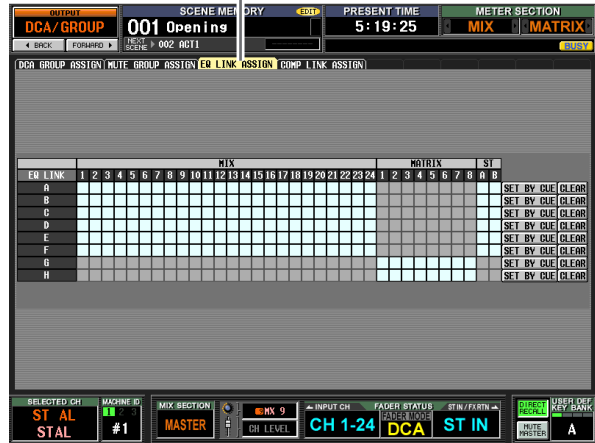 OUTPUT
DCA/GROUP
BACK FORWARD
SCENE MEMORY EDIT
001 Opening
NEXT SCENE 002 ACT1
PRESENT TIME
5:19:25
METER SECTION
MIX MATRIX
BUSY
DCA GROUP ASSIGN MUTE GROUP ASSIGN EQ LINK ASSIGN COMP LINK ASSIGN
MIX MATRIX ST
EQ LINK 1 2 3 4 5 6 7 8 9 10 11 12 13 14 15 16 17 18 19 20 21 22 23 24 1 2 3 4 5 6 7 8 A B
A SET BY CUE CLEAR
B SET BY CUE CLEAR
C SET BY CUE CLEAR
D SET BY CUE CLEAR
E SET BY CUE CLEAR
F SET BY CUE CLEAR
G SET BY CUE CLEAR
H SET BY CUE CLEAR
SELECTED CH
ST AL
STAL
MACHINE ID
1 2 3
#1
MIX SECTION
MASTER
MX 9
CH LEVEL
INPUT CH FADER STATUS ST IN/FXRTN
FADER MODE
CH 1-24 DCA ST IN
DIRECT RECALL
MUTE MASTER
USER DEF KEY BANK
A